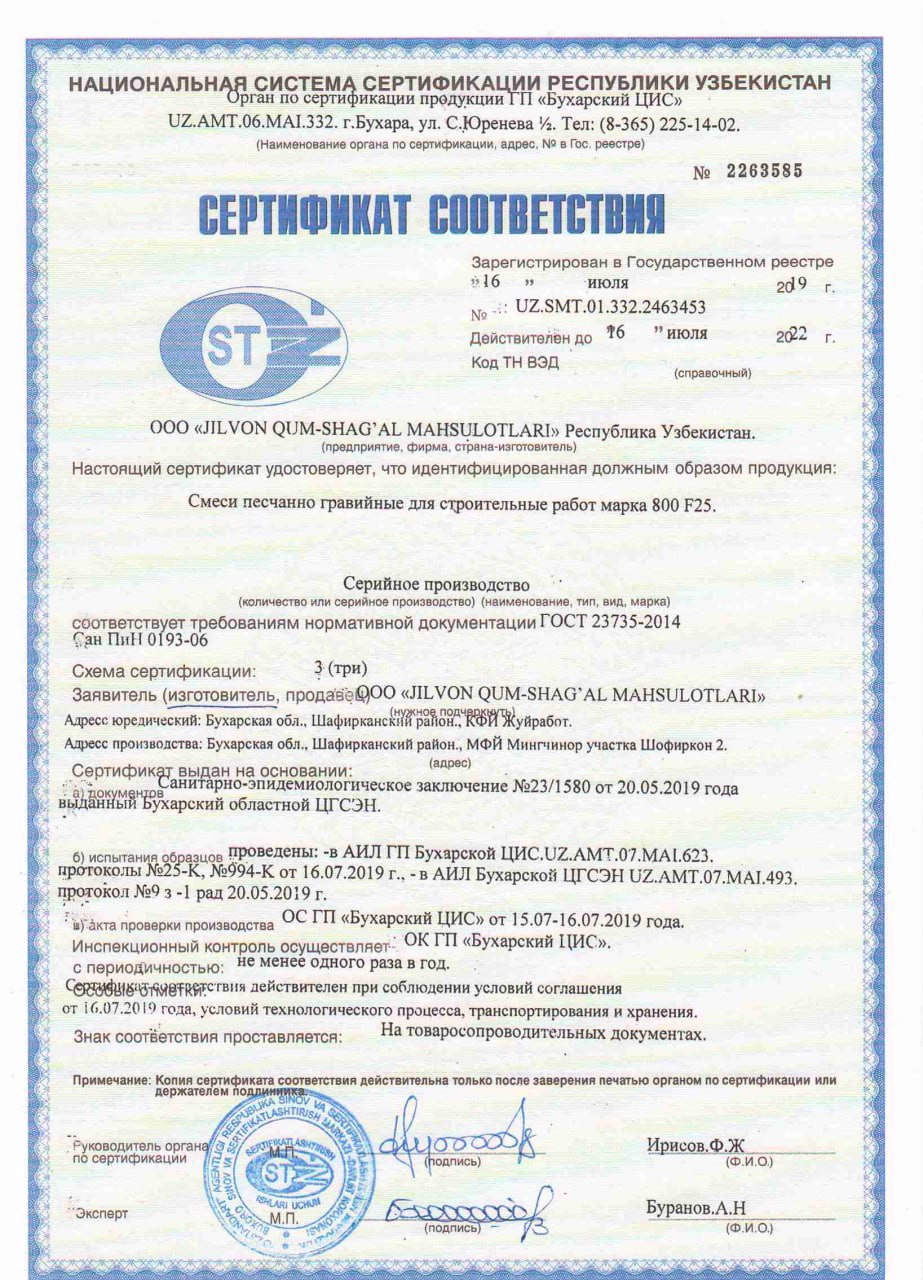 НАЦИОНАЛЬНАЯ СИСТЕМА СЕРТИФИКАЦИИ РЕСПУБЛИКИ УЗБЕКИСТАН
Орган по сертификации продукции ГП «Бухарский ЦИС»
UZ.AMT.06.MAI.332. г.Бухара, ул. С.Юренева ½. Тел: (8-365) 225-14-02.
(Наименование органа по сертификации, адрес, № в Гос. реестре)
№ 2263585
СЕРТИФИКАТ СООТВЕТСТВИЯ
Зарегистрирован в Государственном реестре
16 ” июля 2019 г.
№ UZ.SMT.01.332.2463453
Действителен до 16 ” июля 2022 г.
Код ТН ВЭД
(справочный)
ST
ООО «JILVON QUM-SHAG’AL MAHSULOTLARI» Республика Узбекистан.
(предприятие, фирма, страна-изготовитель)
Настоящий сертификат удостоверяет, что идентифицированная должным образом продукция:
Смеси песчанно гравийные для строительные работ марка 800 F25.
Серийное производство
(количество или серийное производство) (наименование, тип, вид, марка)
соответствует требованиям нормативной документации ГОСТ 23735-2014
Сан ПиН 0193-06
Схема сертификации: 3 (три)
Заявитель (изготовитель, продавец) ООО «JILVON QUM-SHAG’AL MAHSULOTLARI»
(нужное подчеркнуть)
Адресс юредический: Бухарская обл., Шафирканский район., КФЙ Жуйработ.
Адресс производства: Бухарская обл., Шафирканский район., МФЙ Мингчинор участка Шофиркон 2.
(адрес)
Сертификат выдан на основании:
а) документов Санитарно-эпидемиологическое заключение №23/1580 от 20.05.2019 года
выданный Бухарский областной ЦГСЭН.
б) испытания образцов проведены: -в АИЛ ГП Бухарской ЦИС.UZ.AMT.07.MAI.623.
протоколы №25-К, №994-К от 16.07.2019 г., - в АИЛ Бухарской ЦГСЭН UZ.AMT.07.MAI.493.
протокол №9 з -1 рад 20.05.2019 г.
в) акта проверки производства ОС ГП «Бухарский ЦИС» от 15.07-16.07.2019 года.
Инспекционный контроль осуществляет ОК ГП «Бухарский ЦИС».
с периодичностью: не менее одного раза в год.
Особые отметки:
Сертификат соответствия действителен при соблюдении условий соглашения
от 16.07.2019 года, условий технологического процесса, транспортирования и хранения.
Знак соответствия проставляется: На товаросопроводительных документах.
Примечание: Копия сертификата соответствия действительна только после заверения печатью органом по сертификации или
держателем подлинника.
Руководитель органа
по сертификации
М.П.
(подпись)
Ирисов.Ф.Ж
(Ф.И.О.)
SERTIFIKATLASHTIRISH
ST
ISHLARI UCHUN
Эксперт
М.П.
(подпись)
Буранов.А.Н
(Ф.И.О.)